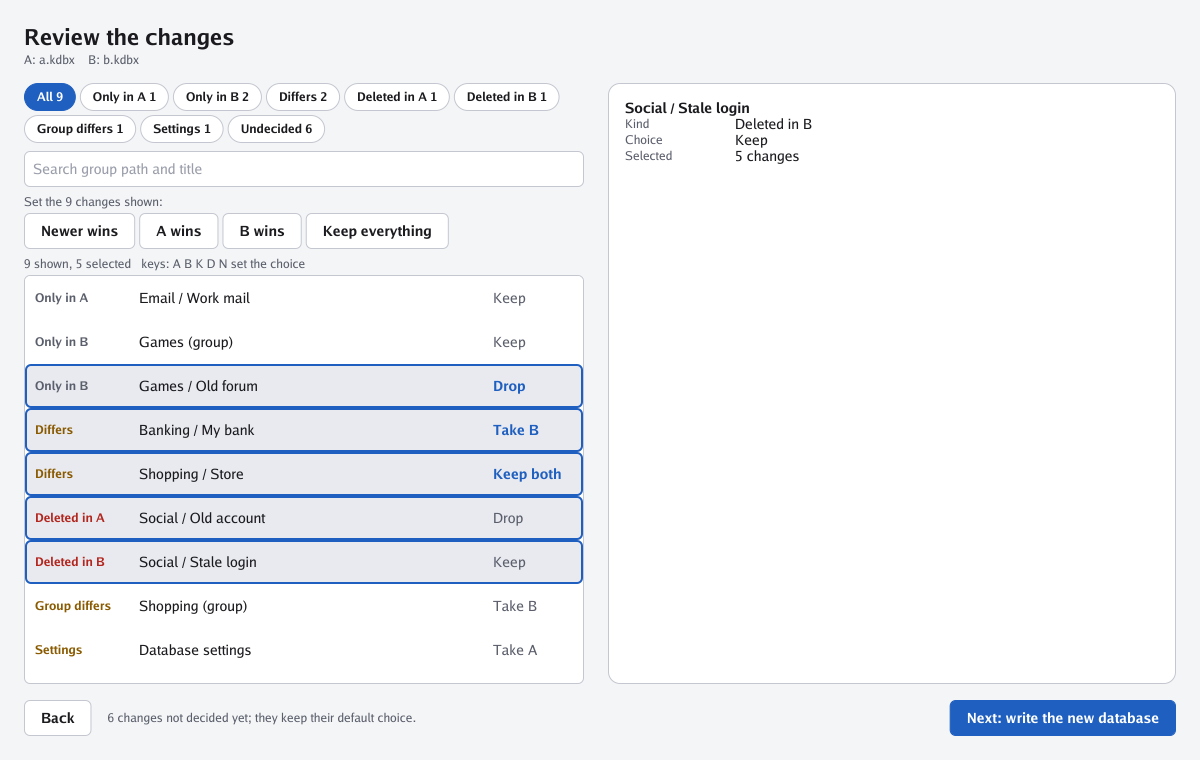 Review the changes
A: a.kdbx B: b.kdbx
All 9 Only in A 1 Only in B 2 Differs 2 Deleted in A 1 Deleted in B 1
Group differs 1 Settings 1 Undecided 6
Search group path and title
Set the 9 changes shown:
Newer wins A wins B wins Keep everything
9 shown, 5 selected keys: A B K D N set the choice
Only in A Email / Work mail Keep
Only in B Games (group) Keep
Only in B Games / Old forum Drop
Differs Banking / My bank Take B
Differs Shopping / Store Keep both
Deleted in A Social / Old account Drop
Deleted in B Social / Stale login Keep
Group differs Shopping (group) Take B
Settings Database settings Take A
Social / Stale login
Kind Deleted in B
Choice Keep
Selected 5 changes
Back 6 changes not decided yet; they keep their default choice. Next: write the new database